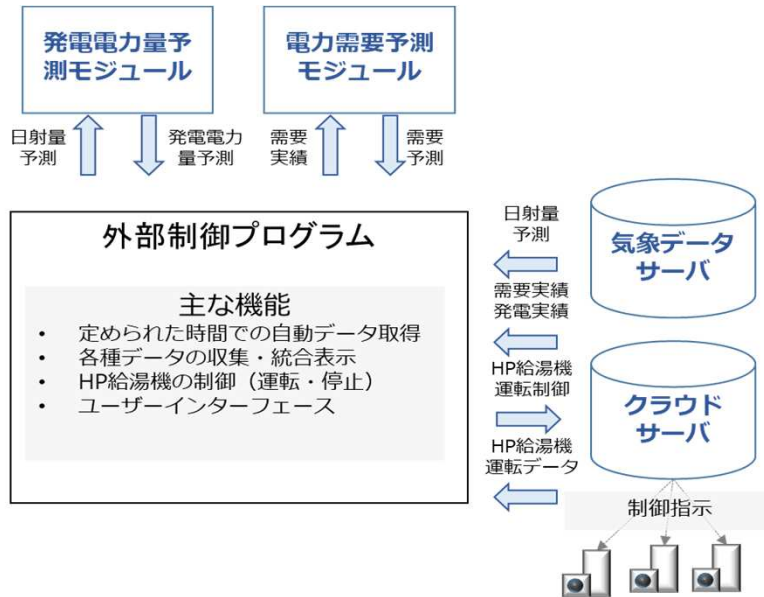 発電電力量予
測モジュール
電力需要予測
モジュール
日射量
予測
発電電力
量予測
需要
実績
需要
予測
外部制御プログラム
主な機能
• 定められた時間での自動データ取得
• 各種データの収集・統合表示
• HP給湯機の制御（運転・停止）
• ユーザーインターフェース
日射量
予測
需要実績
発電実績
HP給湯機
運転制御
HP給湯機
運転データ
気象データ
サーバ
クラウド
サーバ
制御指示